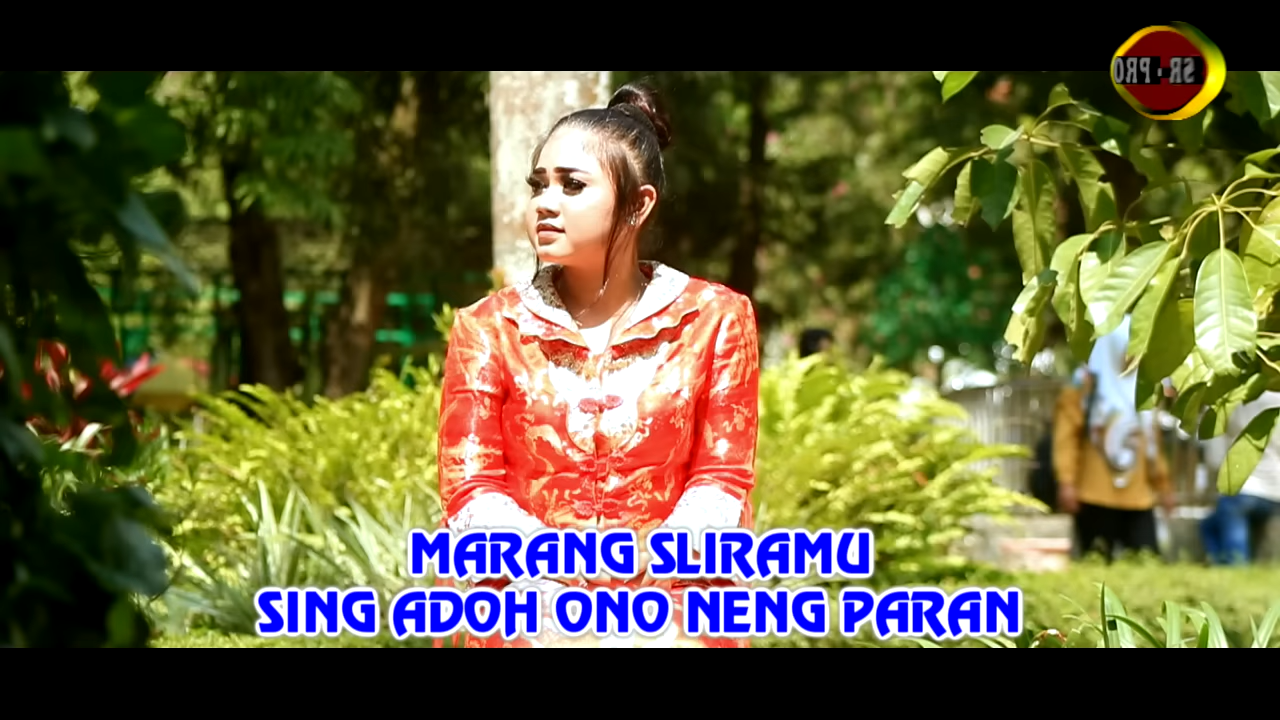 SR - PRO
MARANG SLIRAMU
SING ADOH ONO NENG PARAN